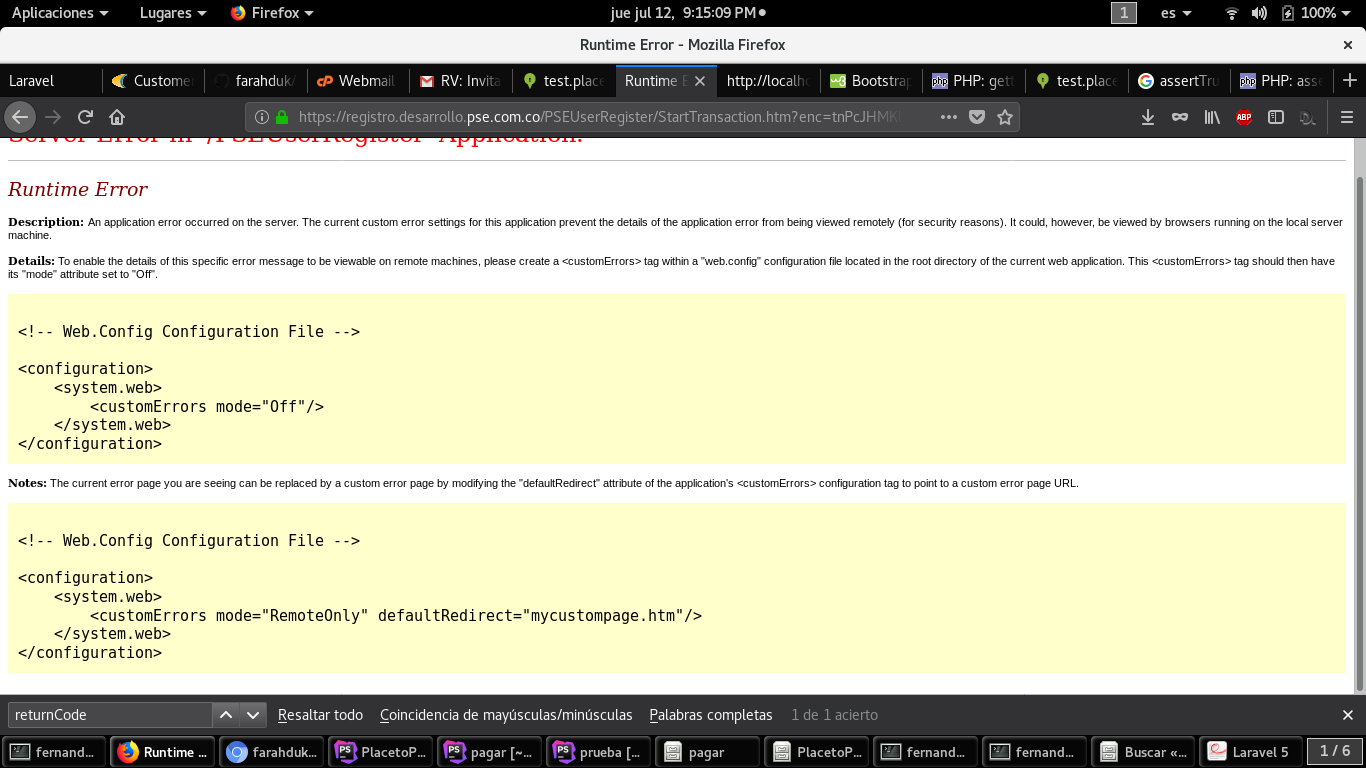 Aplicaciones
Lugares
Firefox
jue jul 12, 9:15:09 PM
1
es
100%
Runtime Error - Mozilla Firefox
Laravel
Custome
farahduk/
Webmail
RV: Invita
test.place
Runtime E
http://localh
Bootstrap
PHP: gett
test.place
assertTru
PHP: asse
https://registro.desarrollo.pse.com.co/PSEUserRegister/StartTransaction.htm?enc=tnPcJHMK
ABP
Server Error in '/PSEUserRegister' Application.
Runtime Error
Description: An application error occurred on the server. The current custom error settings for this application prevent the details of the application error from being viewed remotely (for security reasons). It could, however, be viewed by browsers running on the local server
machine.
Details: To enable the details of this specific error message to be viewable on remote machines, please create a <customErrors> tag within a "web.config" configuration file located in the root directory of the current web application. This <customErrors> tag should then have
its "mode" attribute set to "Off".
<!-- Web.Config Configuration File -->
<configuration>
    <system.web>
        <customErrors mode="Off"/>
    </system.web>
</configuration>
Notes: The current error page you are seeing can be replaced by a custom error page by modifying the "defaultRedirect" attribute of the application's <customErrors> configuration tag to point to a custom error page URL.
<!-- Web.Config Configuration File -->
<configuration>
    <system.web>
        <customErrors mode="RemoteOnly" defaultRedirect="mycustompage.htm"/>
    </system.web>
</configuration>
returnCode
Resaltar todo
Coincidencia de mayúsculas/minúsculas
Palabras completas
1 de 1 acierto
fernand...
Runtime ...
farahduk...
PlacetoP...
pagar [~...
prueba [...
pagar
PlacetoP...
fernand...
fernand...
Buscar «...
Laravel 5
1 / 6